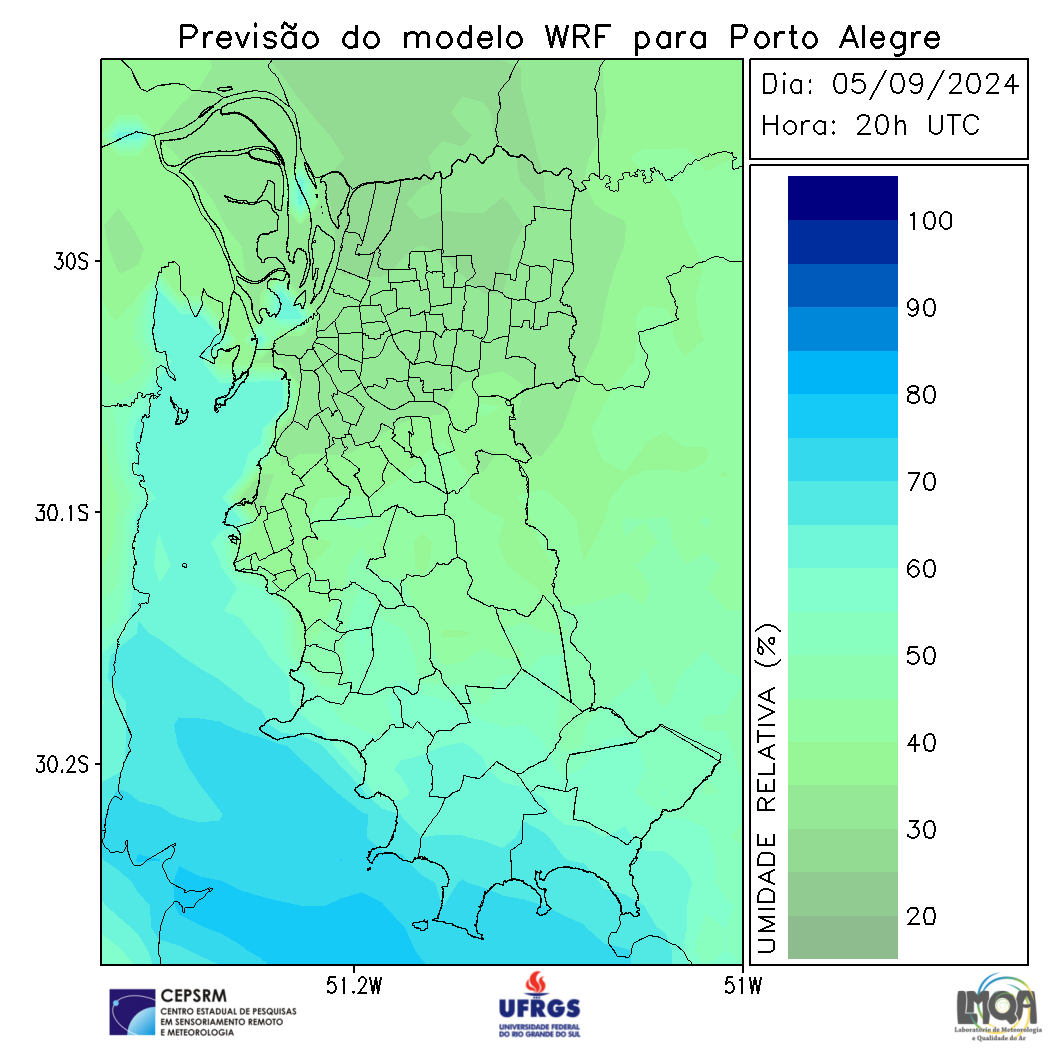 Previsão do modelo WRF para Porto Alegre
Dia: 05/09/2024
Hora: 20h UTC
30S
30.1S
30.2S
51.2W
51W
UMIDADE RELATIVA (%)
100
90
80
70
60
50
40
30
20
CEPSRM
CENTRO ESTADUAL DE PESQUISAS
EM SENSORIAMENTO REMOTO
E METEOROLOGIA
UFRGS
UNIVERSIDADE FEDERAL
DO RIO GRANDE DO SUL
LMQA
Laboratório de Meteorologia
e Qualidade do Ar